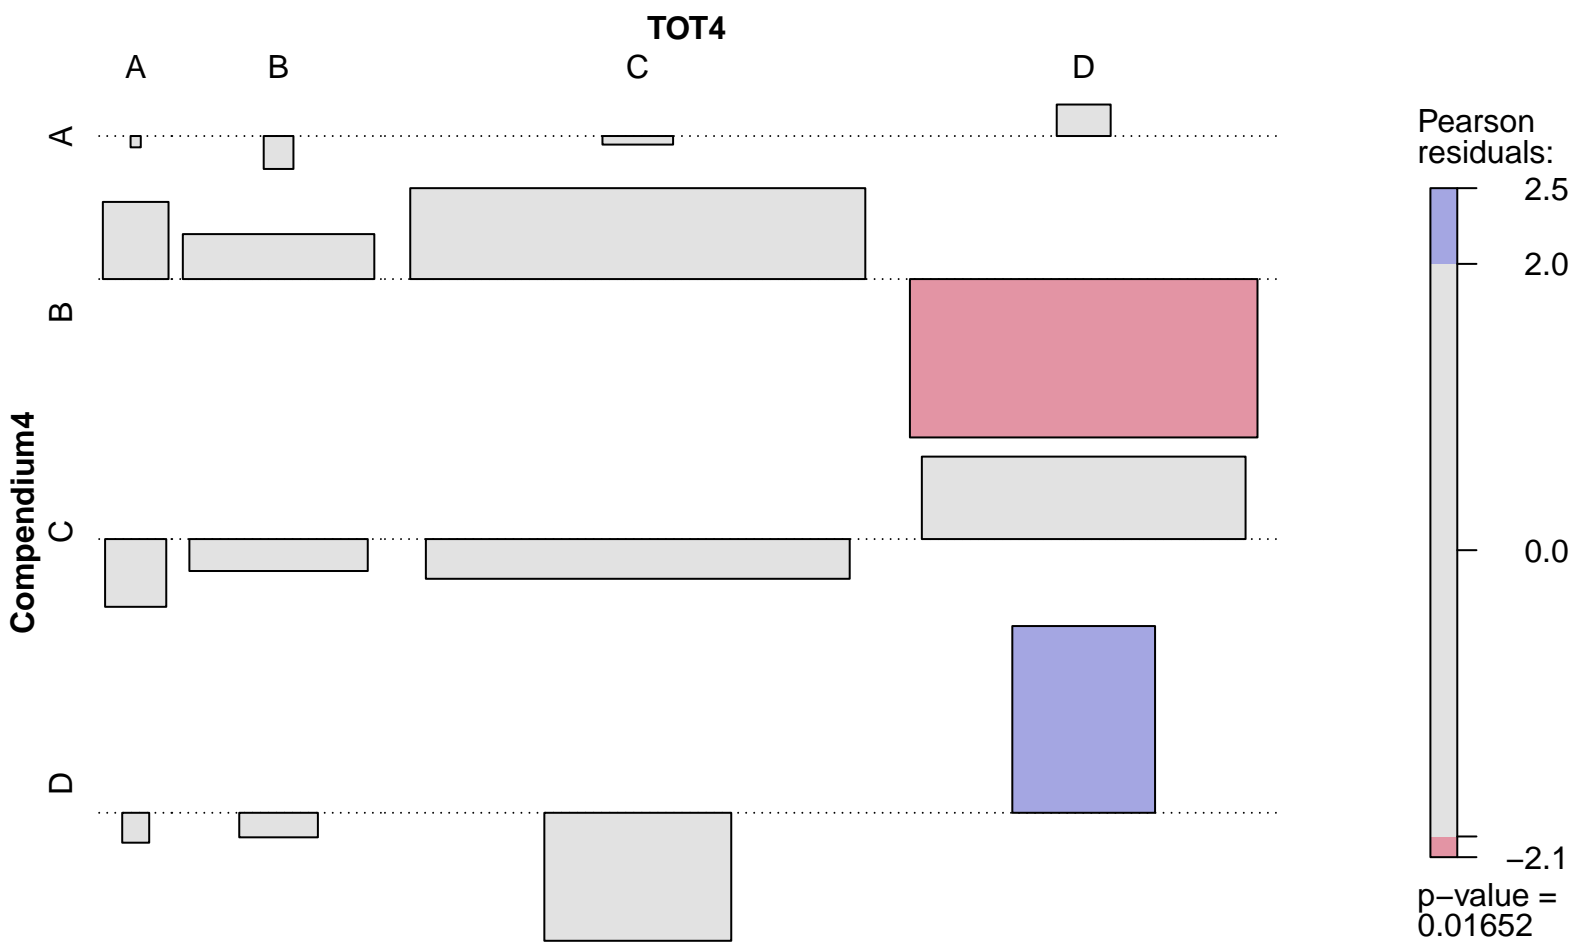 TOT4
A B C D
Compendium4
A
B
C
D
Pearson
residuals:
2.5
2.0
0.0
−2.1
p−value =
0.01652